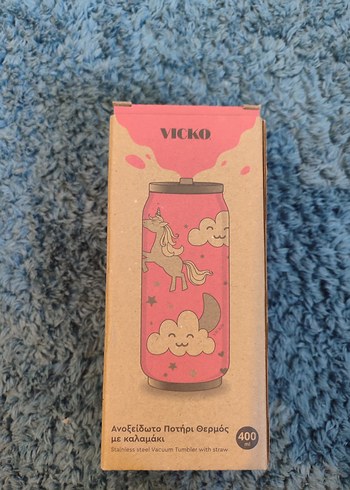 VICKO
Ανοξείδωτο Ποτήρι Θερμός
με καλαμάκι
Stainless steel Vacuum Tumbler with straw
400
ml